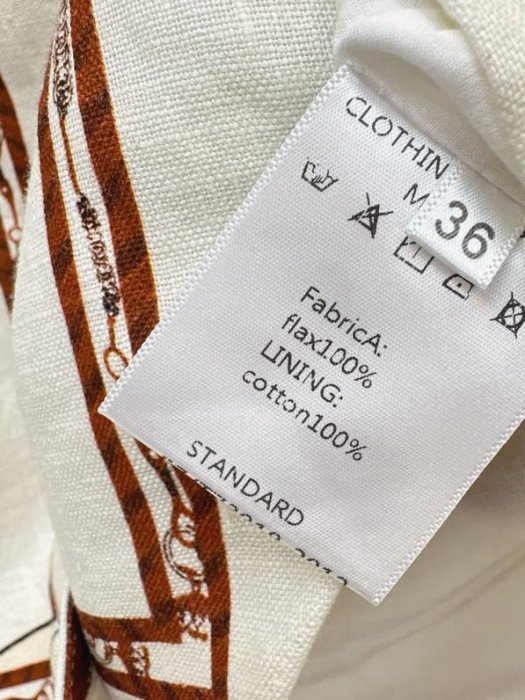 CLOTHIN
M
36
FabricA:
flax100%
LINING:
cotton100%
STANDARD